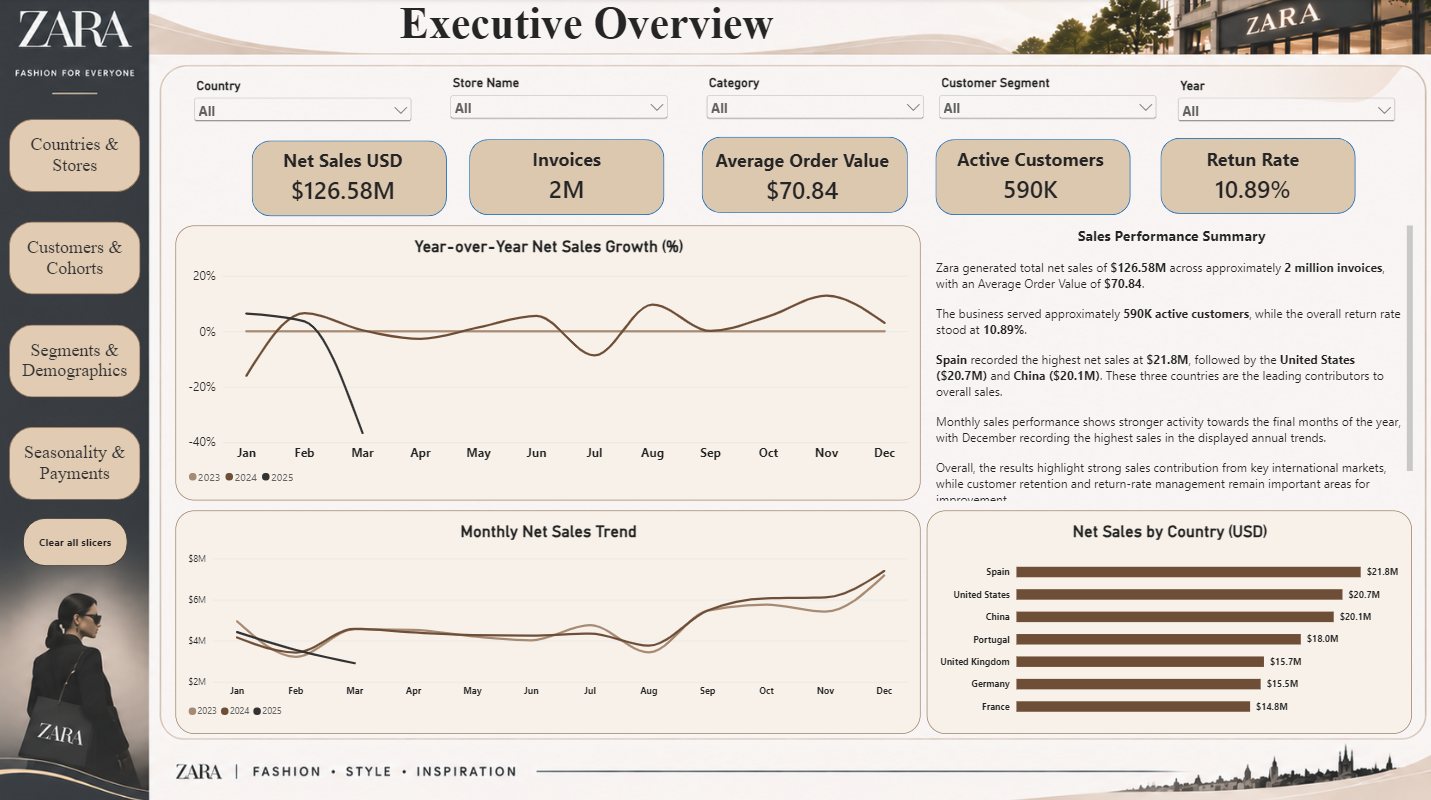 ZARA
FASHION FOR EVERYONE
Countries &
Stores
Customers &
Cohorts
Segments &
Demographics
Seasonality &
Payments
Clear all slicers
ZARA
Executive Overview
ZARA
Country
All
Store Name
All
Category
All
Customer Segment
All
Year
All
Net Sales USD
$126.58M
Invoices
2M
Average Order Value
$70.84
Active Customers
590K
Retun Rate
10.89%
Year-over-Year Net Sales Growth (%)
20%
0%
-20%
-40%
Jan Feb Mar Apr May Jun Jul Aug Sep Oct Nov Dec
2023 2024 2025
Sales Performance Summary
Zara generated total net sales of $126.58M across approximately 2 million invoices,
with an Average Order Value of $70.84.
The business served approximately 590K active customers, while the overall return rate
stood at 10.89%.
Spain recorded the highest net sales at $21.8M, followed by the United States
($20.7M) and China ($20.1M). These three countries are the leading contributors to
overall sales.
Monthly sales performance shows stronger activity towards the final months of the year,
with December recording the highest sales in the displayed annual trends.
Overall, the results highlight strong sales contribution from key international markets,
while customer retention and return-rate management remain important areas for
improvement.
Monthly Net Sales Trend
$8M
$6M
$4M
$2M
Jan Feb Mar Apr May Jun Jul Aug Sep Oct Nov Dec
2023 2024 2025
Net Sales by Country (USD)
Spain $21.8M
United States $20.7M
China $20.1M
Portugal $18.0M
United Kingdom $15.7M
Germany $15.5M
France $14.8M
ZARA | FASHION • STYLE • INSPIRATION